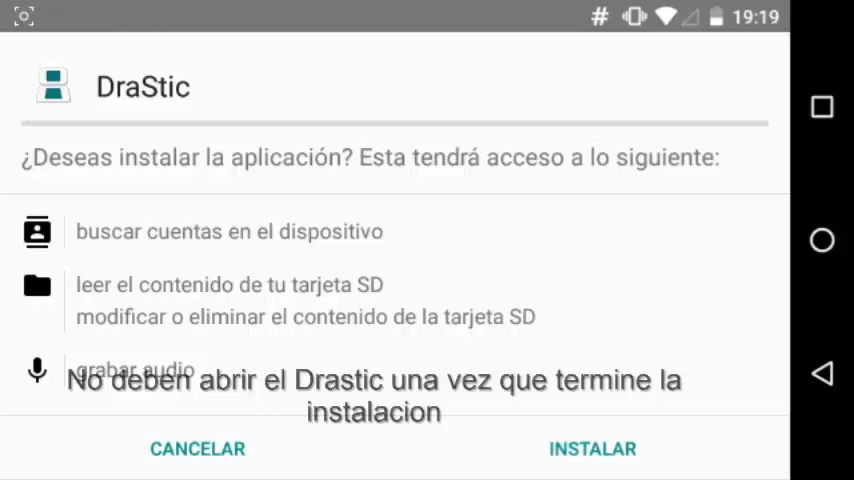 # 19:19
DraStic
¿Deseas instalar la aplicación? Esta tendrá acceso a lo siguiente:
buscar cuentas en el dispositivo
leer el contenido de tu tarjeta SD
modificar o eliminar el contenido de la tarjeta SD
grabar audio
No deben abrir el Drastic una vez que termine la
instalacion
CANCELAR INSTALAR